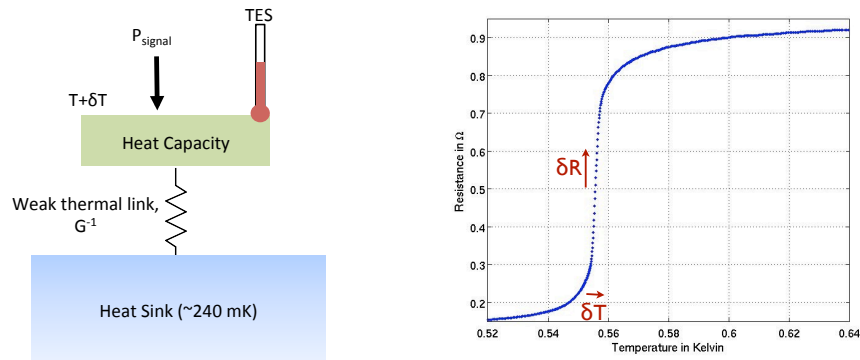 TES
P_signal
T+δT
Heat Capacity
Weak thermal link,
G^-1
Heat Sink (~240 mK)
Resistance in Ω
0.9
0.8
0.7
0.6
0.5
0.4
0.3
0.2
δR
δT
0.52
0.54
0.56
0.58
0.6
0.62
0.64
Temperature in Kelvin